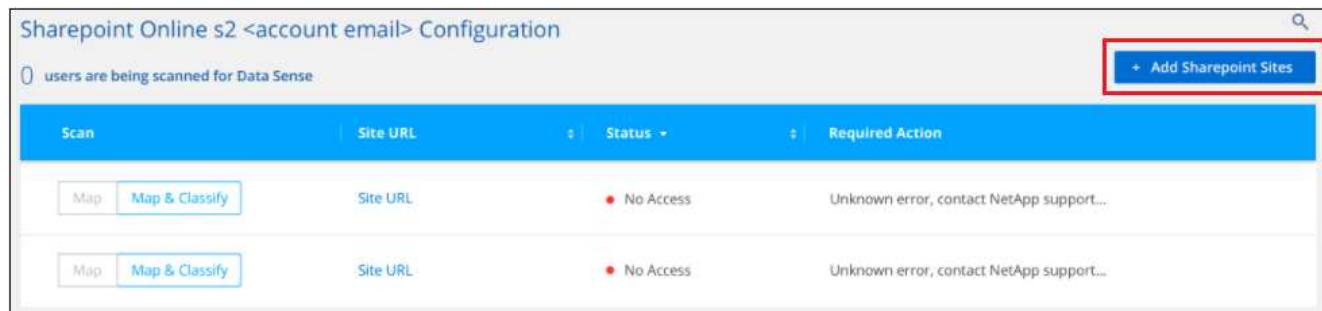 Sharepoint Online s2 <account email> Configuration
0 users are being scanned for Data Sense
+ Add Sharepoint Sites
Scan Site URL Status Required Action
Map Map & Classify Site URL No Access Unknown error, contact NetApp support...
Map Map & Classify Site URL No Access Unknown error, contact NetApp support...